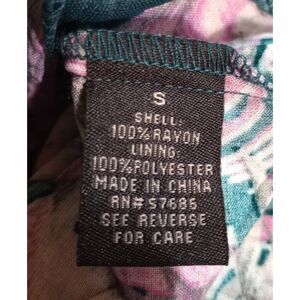 S
SHELL:
100% RAYON
LINING:
100% POLYESTER
MADE IN CHINA
RN# 57685
SEE REVERSE
FOR CARE